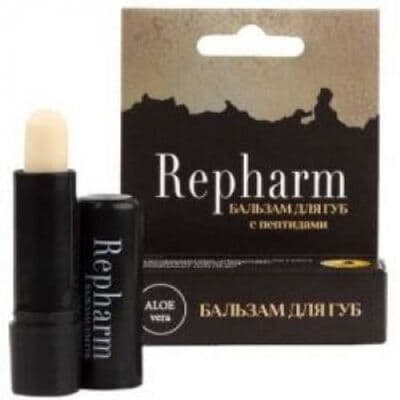 Repharm
БАЛЬЗАМ ДЛЯ ГУБ
с пептидами
ALOE
vera
БАЛЬЗАМ ДЛЯ ГУБ
Repharm